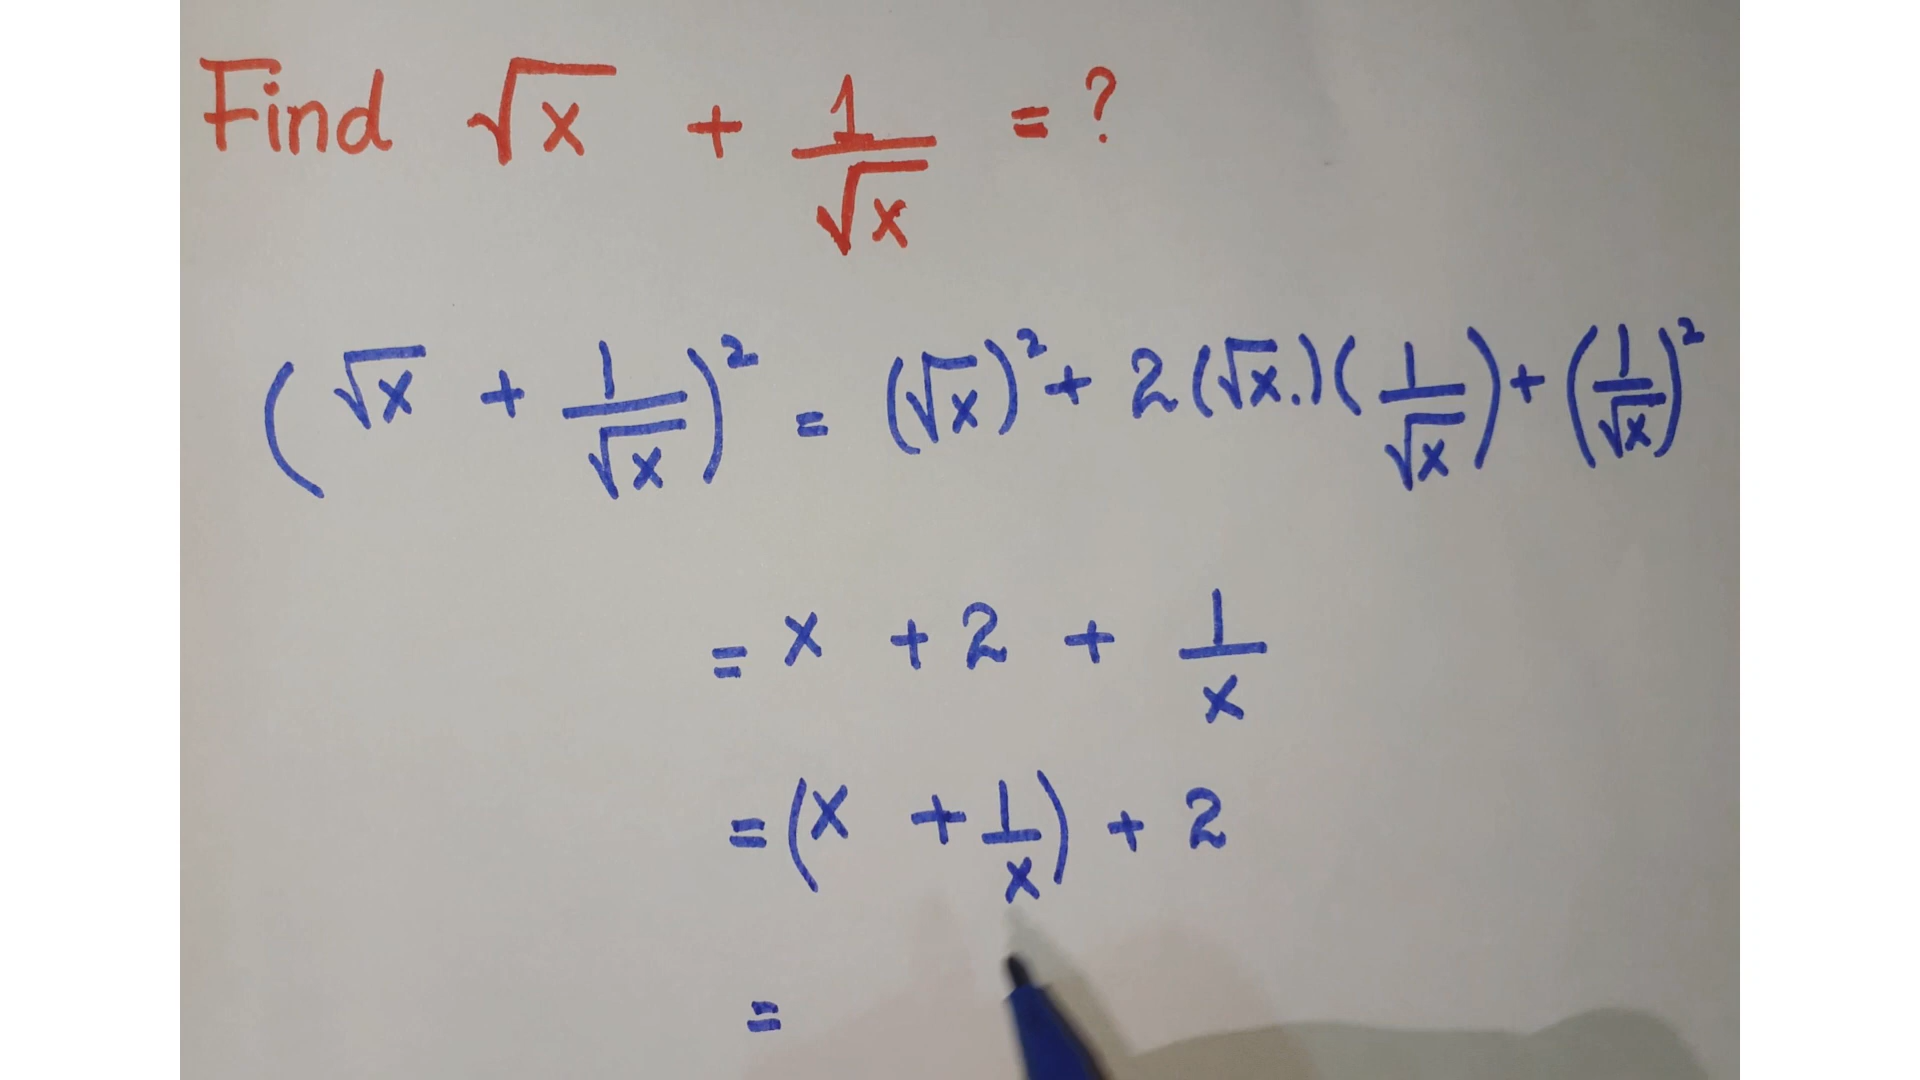 Find √x + 1/√x = ?
(√x + 1/√x)² = (√x)² + 2(√x.)(1/√x) + (1/√x)²
= x + 2 + 1/x
= (x + 1/x) + 2
=